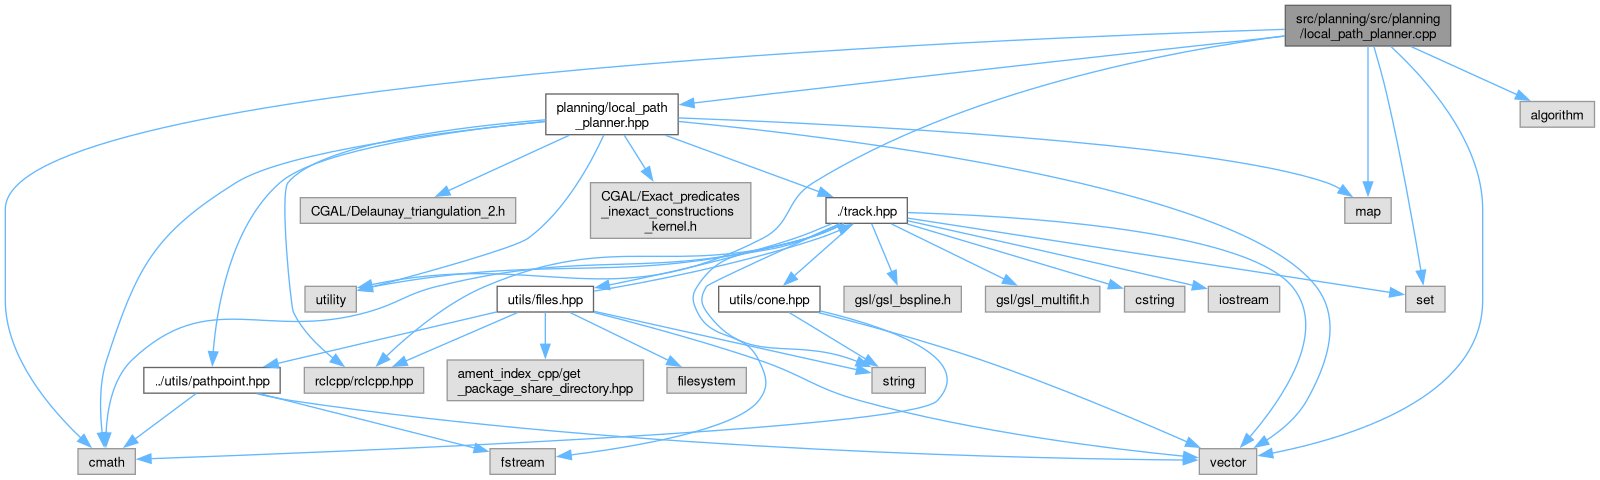 src/planning/src/planning
/local_path_planner.cpp
planning/local_path
_planner.hpp
algorithm
CGAL/Delaunay_triangulation_2.h
CGAL/Exact_predicates
_inexact_constructions
_kernel.h
./track.hpp
map
utility
utils/files.hpp
utils/cone.hpp
gsl/gsl_bspline.h
gsl/gsl_multifit.h
cstring
iostream
set
../utils/pathpoint.hpp
rclcpp/rclcpp.hpp
ament_index_cpp/get
_package_share_directory.hpp
filesystem
string
cmath
fstream
vector